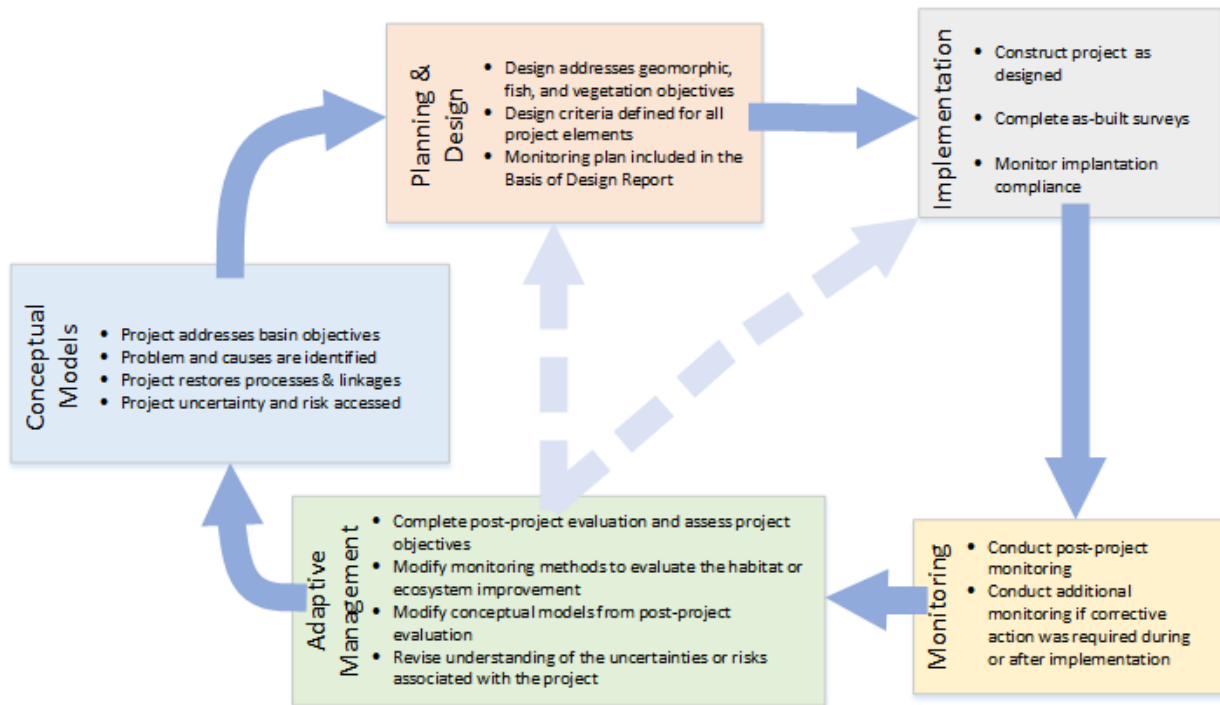 Planning &
Design
• Design addresses geomorphic,
fish, and vegetation objectives
• Design criteria defined for all
project elements
• Monitoring plan included in the
Basis of Design Report
Implementation
• Construct project as
designed
• Complete as-built surveys
• Monitor implantation
compliance
Conceptual
Models
• Project addresses basin objectives
• Problem and causes are identified
• Project restores processes & linkages
• Project uncertainty and risk accessed
Adaptive
Management
• Complete post-project evaluation and assess project
objectives
• Modify monitoring methods to evaluate the habitat or
ecosystem improvement
• Modify conceptual models from post-project
evaluation
• Revise understanding of the uncertainties or risks
associated with the project
Monitoring
• Conduct post-project
monitoring
• Conduct additional
monitoring if corrective
action was required during
or after implementation